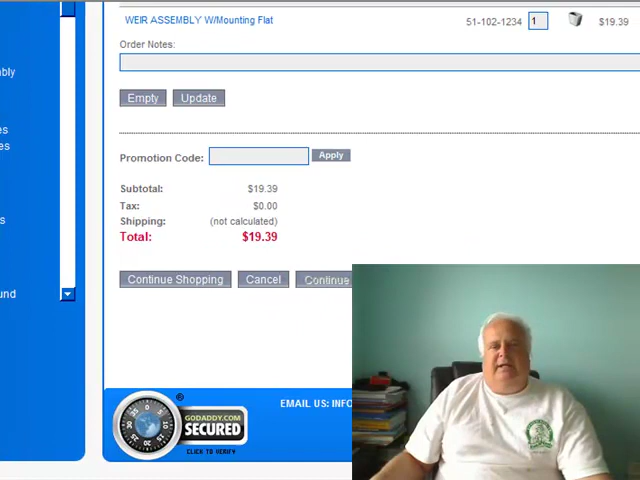 WEIR ASSEMBLY W/Mounting Flat 51-102-1234 1 $19.39
Order Notes:
Empty Update
Promotion Code: Apply
Subtotal: $19.39
Tax: $0.00
Shipping: (not calculated)
Total: $19.39
Continue Shopping Cancel Continue
EMAIL US: INFO
GODADDY.COM
SECURED
CLICK TO VERIFY